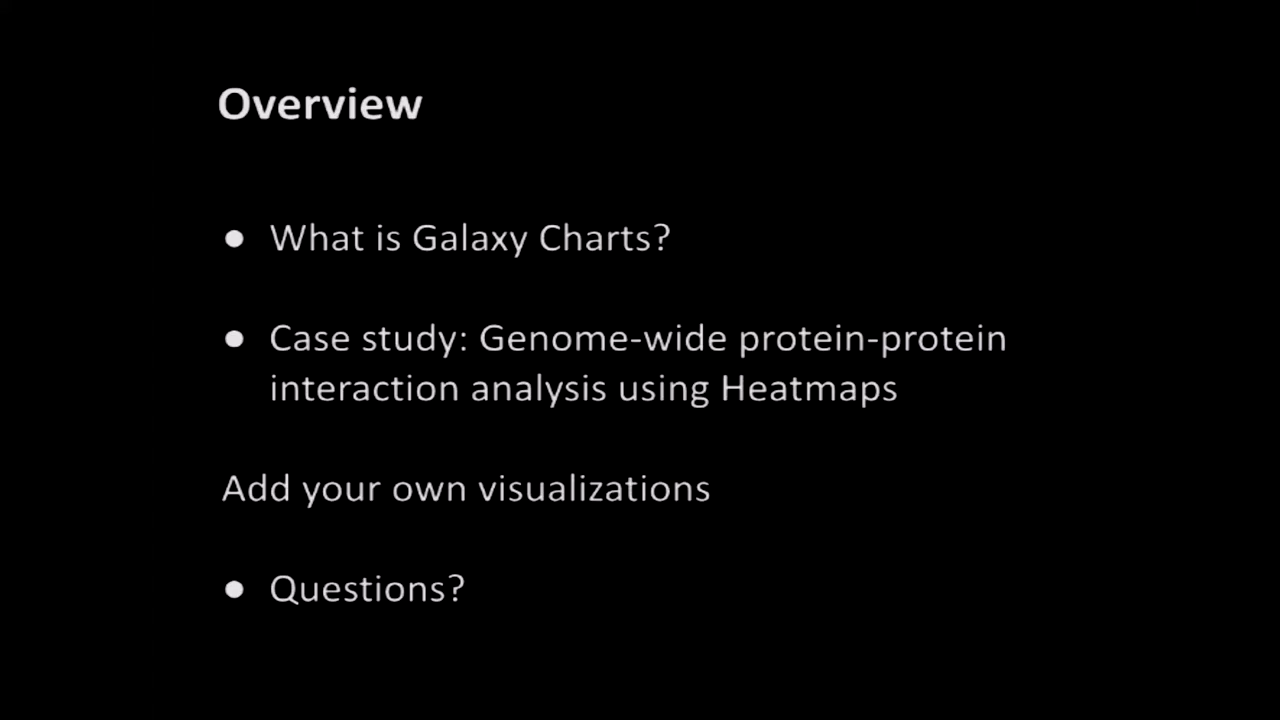 Overview
● What is Galaxy Charts?
● Case study: Genome-wide protein-protein
interaction analysis using Heatmaps
Add your own visualizations
● Questions?